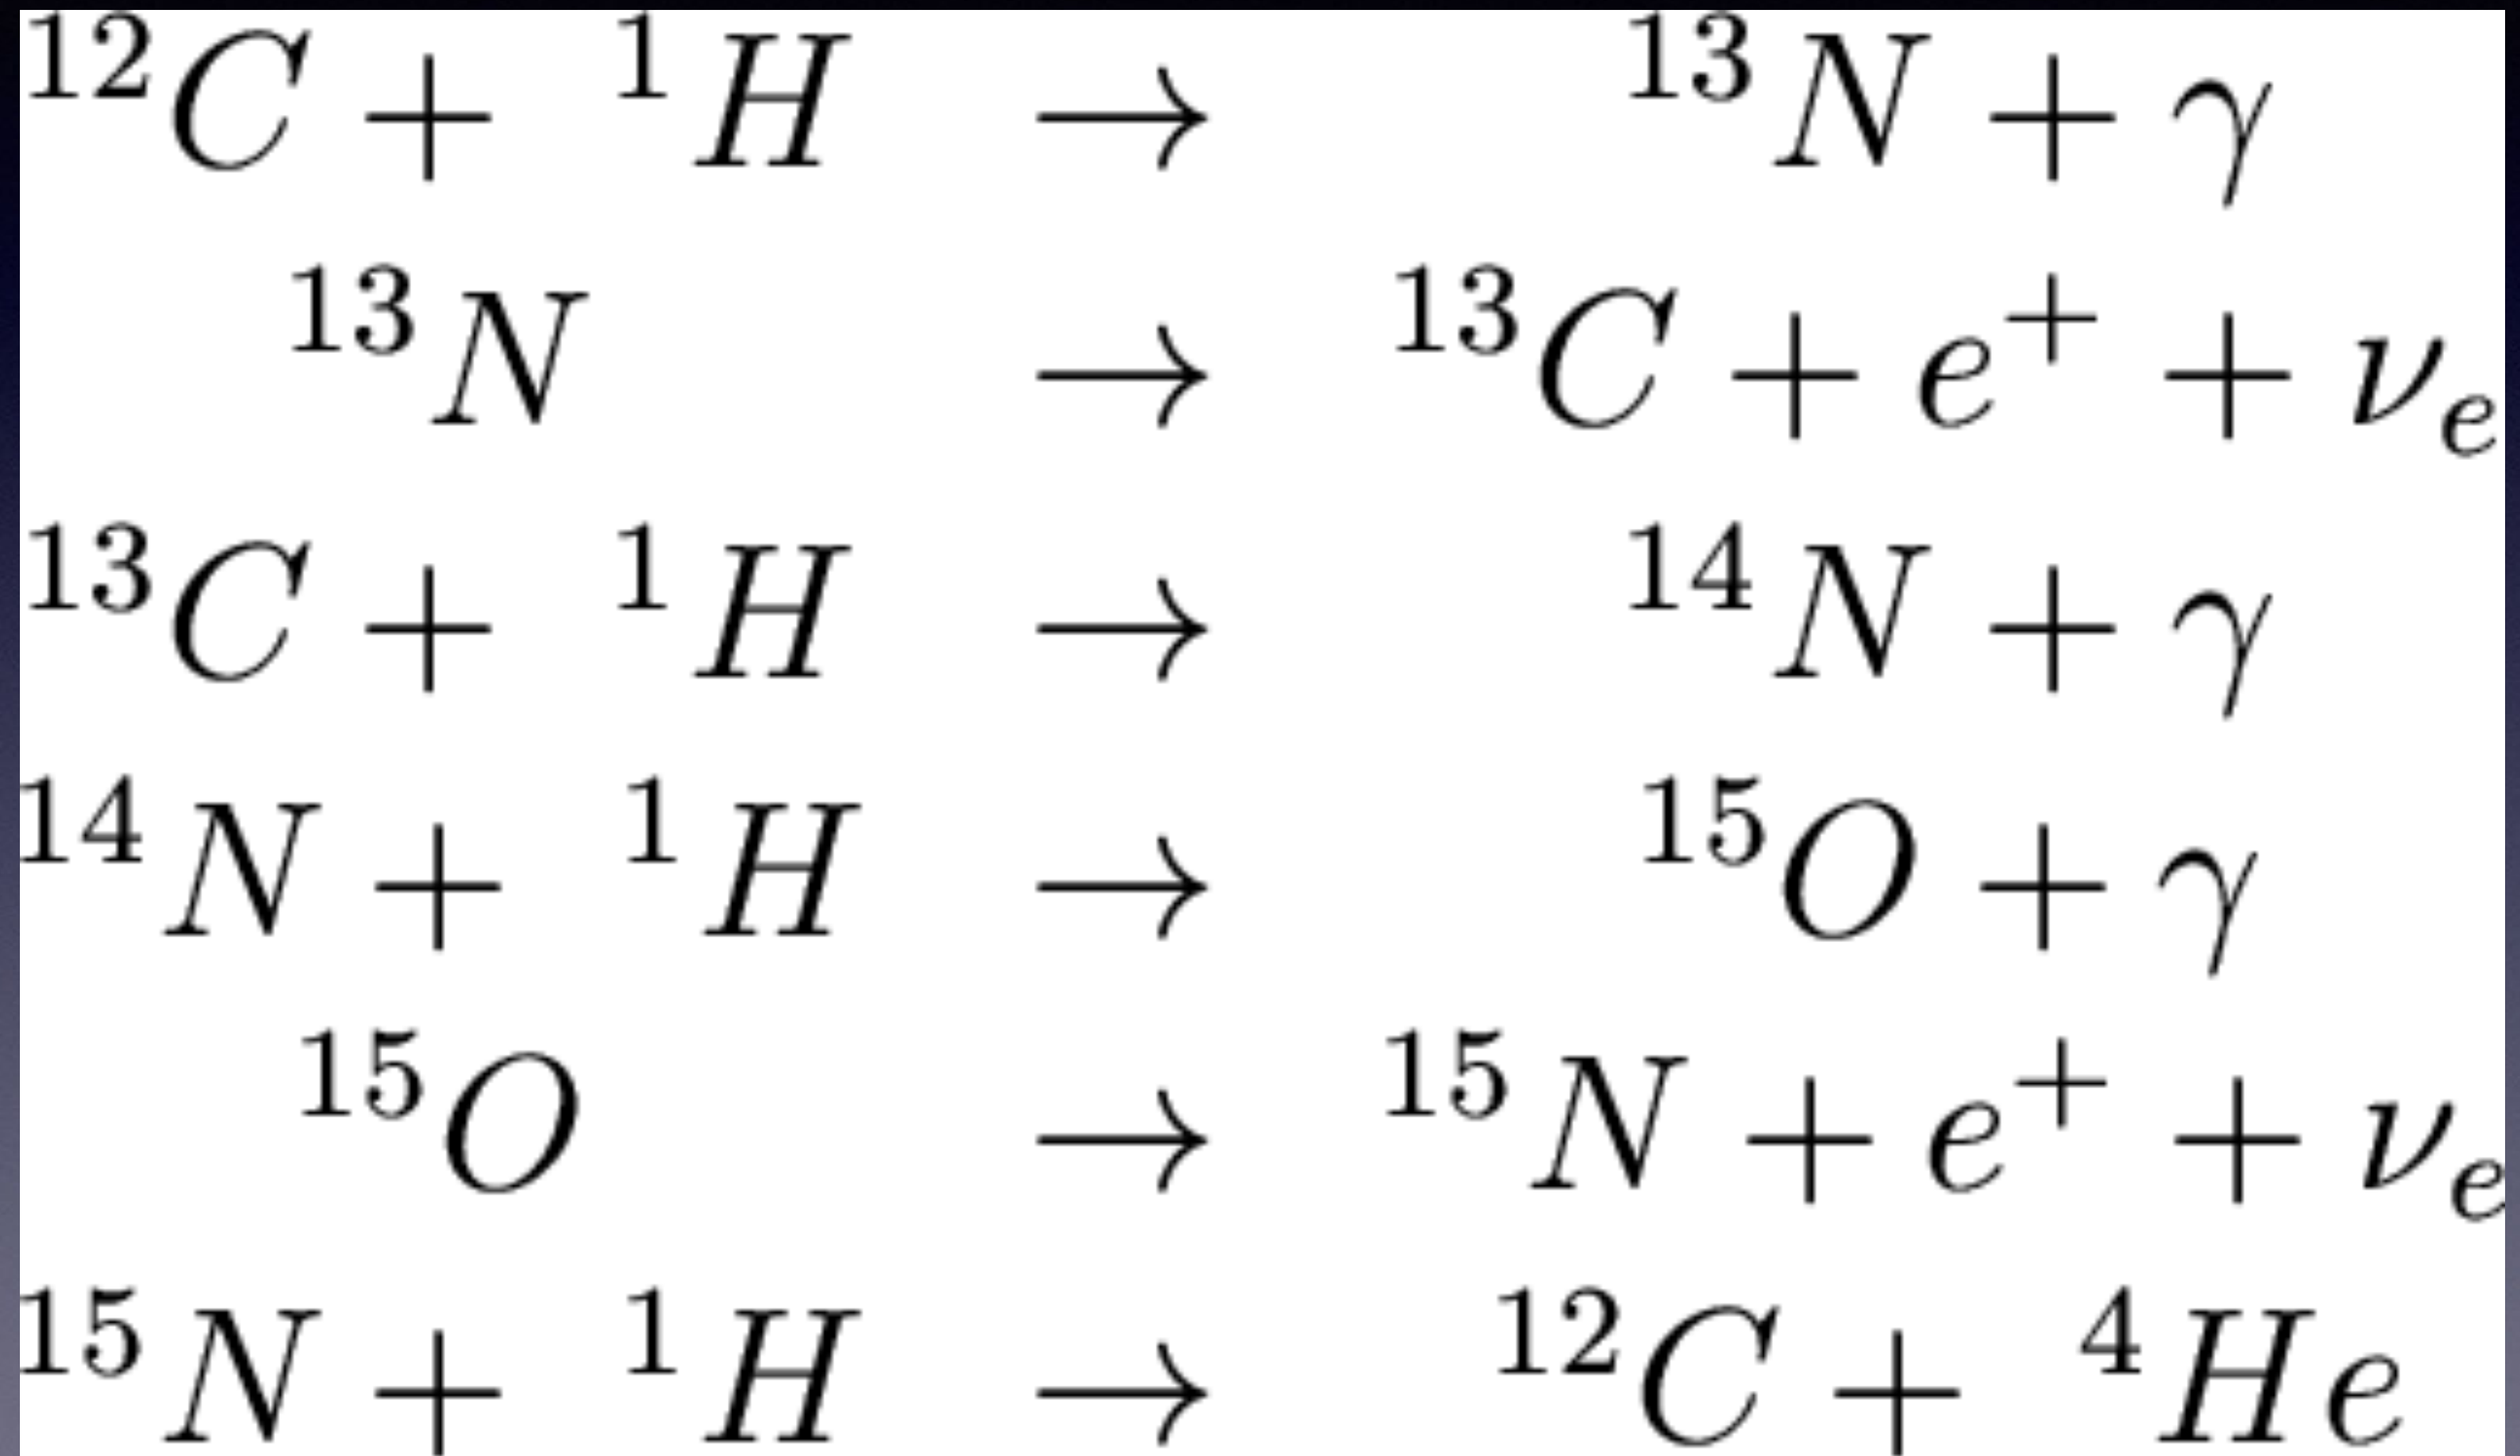 ¹²C + ¹H → ¹³N + γ
¹³N → ¹³C + e⁺ + νₑ
¹³C + ¹H → ¹⁴N + γ
¹⁴N + ¹H → ¹⁵O + γ
¹⁵O → ¹⁵N + e⁺ + νₑ
¹⁵N + ¹H → ¹²C + ⁴He